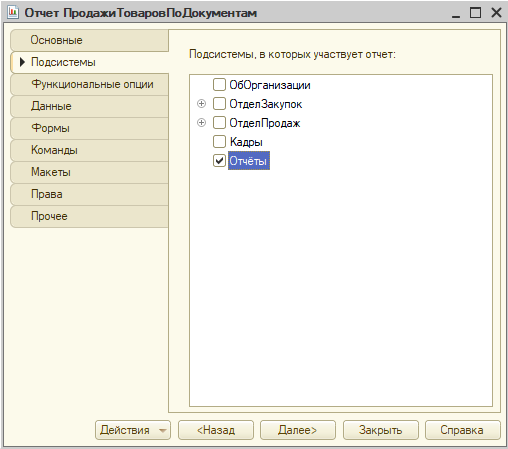 Отчет ПродажиТоваровПоДокументам
Основные
Подсистемы
Функциональные опции
Данные
Формы
Команды
Макеты
Права
Прочее
Подсистемы, в которых участвует отчет:
ОбОрганизации
ОтделЗакупок
ОтделПродаж
Кадры
Отчёты
Действия
<Назад
Далее>
Закрыть
Справка